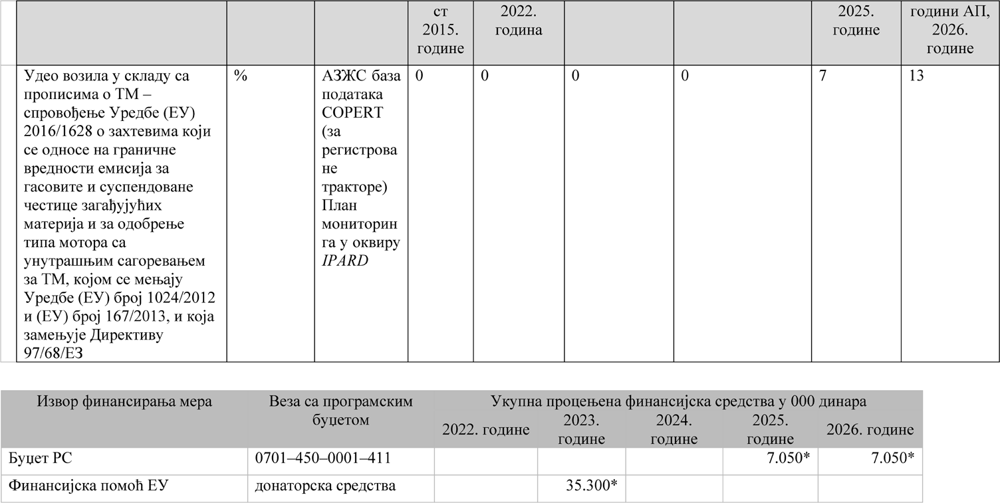 ст
2015.
године
2022.
година
2025.
године
години АП,
2026.
године
Удео возила у складу са
прописима о ТМ –
спровођење Уредбе (ЕУ)
2016/1628 о захтевима који
се односе на граничне
вредности емисија за
гасовите и суспендоване
честице загађујућих
материја и за одобрење
типа мотора са
унутрашњим сагоревањем
за ТМ, којом се мењају
Уредбе (ЕУ) број 1024/2012
и (ЕУ) број 167/2013, и која
замењује Директиву
97/68/ЕЗ
%
АЗЖС база
података
COPERT
(за
регистрова
не
тракторе)
План
мониторин
га у оквиру
IPARD
0
0
0
0
7
13
Извор финансирања мера
Веза са програмским
буџетом
Укупна процењена финансијска средства у 000 динара
2022. године
2023.
године
2024.
године
2025.
године
2026. године
Буџет РС
0701–450–0001–411
7.050*
7.050*
Финансијска помоћ ЕУ
донаторска средства
35.300*